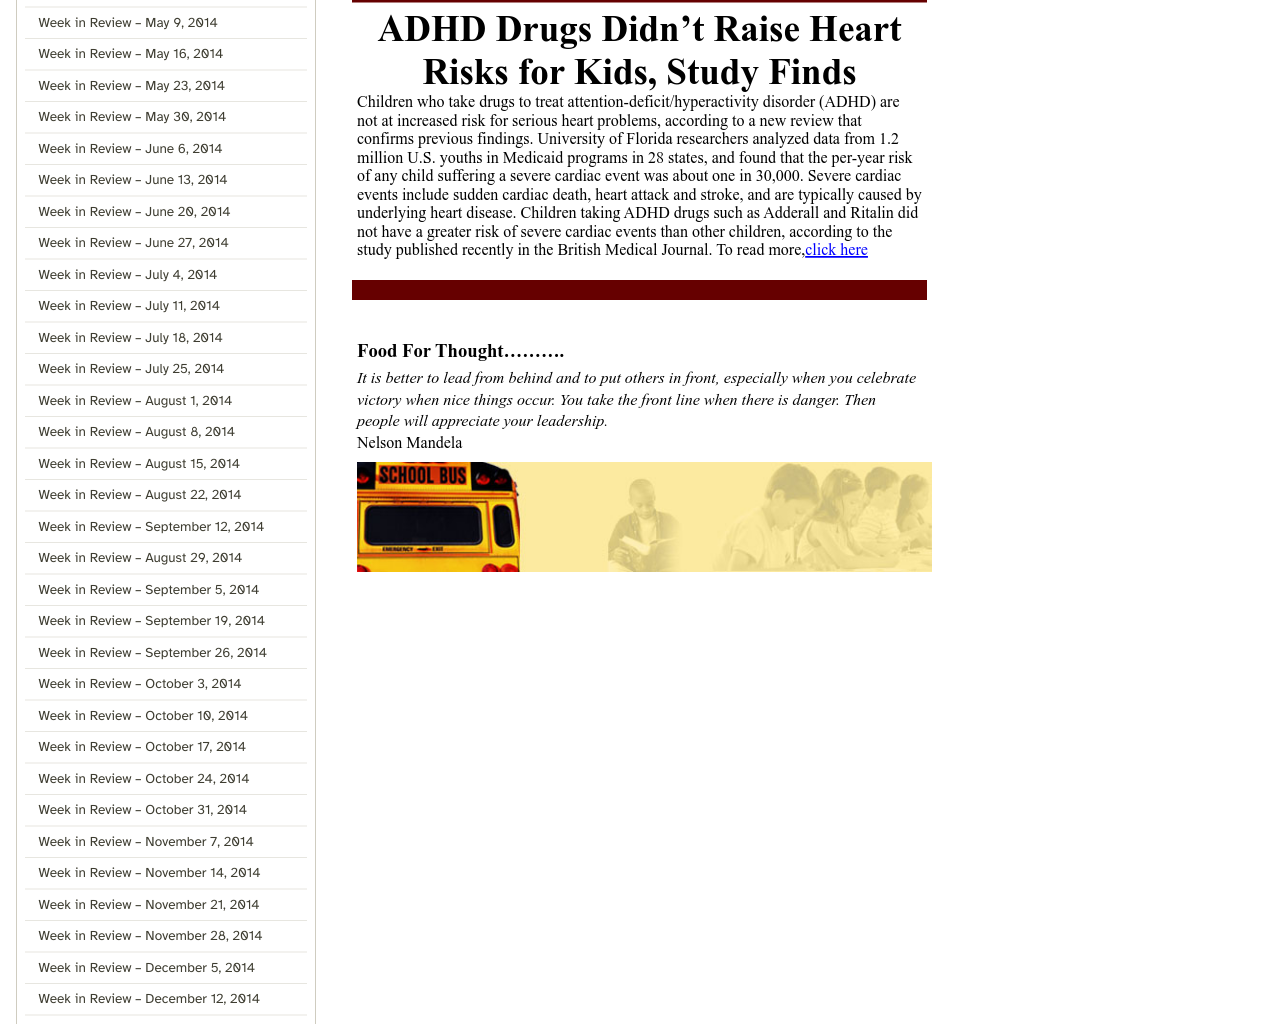 Week in Review – May 9, 2014
Week in Review – May 16, 2014
Week in Review – May 23, 2014
Week in Review – May 30, 2014
Week in Review – June 6, 2014
Week in Review – June 13, 2014
Week in Review – June 20, 2014
Week in Review – June 27, 2014
Week in Review – July 4, 2014
Week in Review – July 11, 2014
Week in Review – July 18, 2014
Week in Review – July 25, 2014
Week in Review – August 1, 2014
Week in Review – August 8, 2014
Week in Review – August 15, 2014
Week in Review – August 22, 2014
Week in Review – September 12, 2014
Week in Review – August 29, 2014
Week in Review – September 5, 2014
Week in Review – September 19, 2014
Week in Review – September 26, 2014
Week in Review – October 3, 2014
Week in Review – October 10, 2014
Week in Review – October 17, 2014
Week in Review – October 24, 2014
Week in Review – October 31, 2014
Week in Review – November 7, 2014
Week in Review – November 14, 2014
Week in Review – November 21, 2014
Week in Review – November 28, 2014
Week in Review – December 5, 2014
Week in Review – December 12, 2014
ADHD Drugs Didn’t Raise Heart
Risks for Kids, Study Finds
Children who take drugs to treat attention-deficit/hyperactivity disorder (ADHD) are
not at increased risk for serious heart problems, according to a new review that
confirms previous findings. University of Florida researchers analyzed data from 1.2
million U.S. youths in Medicaid programs in 28 states, and found that the per-year risk
of any child suffering a severe cardiac event was about one in 30,000. Severe cardiac
events include sudden cardiac death, heart attack and stroke, and are typically caused by
underlying heart disease. Children taking ADHD drugs such as Adderall and Ritalin did
not have a greater risk of severe cardiac events than other children, according to the
study published recently in the British Medical Journal. To read more,click here
Food For Thought……….
It is better to lead from behind and to put others in front, especially when you celebrate
victory when nice things occur. You take the front line when there is danger. Then
people will appreciate your leadership.
Nelson Mandela
SCHOOL BUS
EMERGENCY EXIT